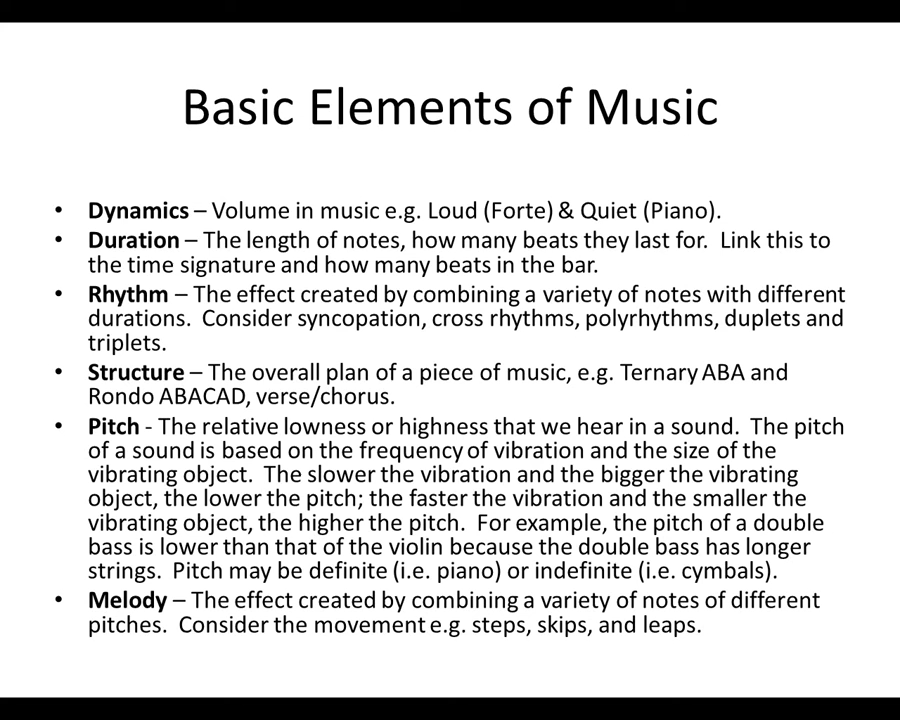 Basic Elements of Music
• Dynamics – Volume in music e.g. Loud (Forte) & Quiet (Piano).
• Duration – The length of notes, how many beats they last for.  Link this to
the time signature and how many beats in the bar.
• Rhythm – The effect created by combining a variety of notes with different
durations.  Consider syncopation, cross rhythms, polyrhythms, duplets and
triplets.
• Structure – The overall plan of a piece of music, e.g. Ternary ABA and
Rondo ABACAD, verse/chorus.
• Pitch - The relative lowness or highness that we hear in a sound.  The pitch
of a sound is based on the frequency of vibration and the size of the
vibrating object.  The slower the vibration and the bigger the vibrating
object, the lower the pitch; the faster the vibration and the smaller the
vibrating object, the higher the pitch.  For example, the pitch of a double
bass is lower than that of the violin because the double bass has longer
strings.  Pitch may be definite (i.e. piano) or indefinite (i.e. cymbals).
• Melody – The effect created by combining a variety of notes of different
pitches.  Consider the movement e.g. steps, skips, and leaps.